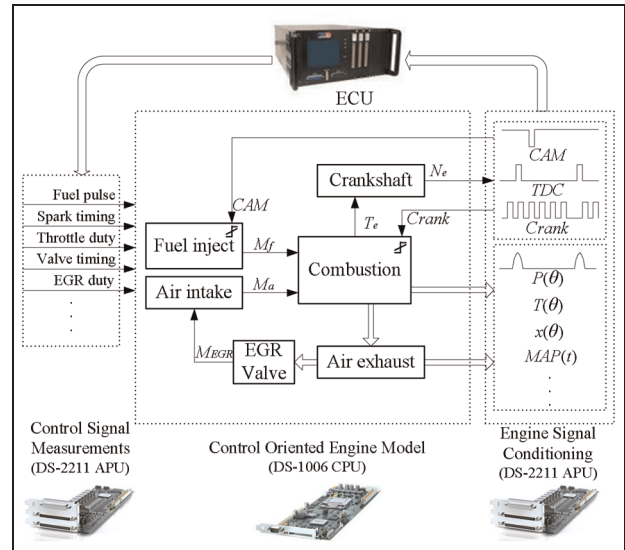 ECU
Fuel pulse
Spark timing
Throttle duty
Valve timing
EGR duty
CAM
Fuel inject
Mf
Air intake
Ma
MEGR
EGR
Valve
Crankshaft
Ne
Te
Crank
Combustion
Air exhaust
CAM
TDC
Crank
P(θ)
T(θ)
x(θ)
MAP(t)
Control Signal
Measurements
(DS-2211 APU)
Control Oriented Engine Model
(DS-1006 CPU)
Engine Signal
Conditioning
(DS-2211 APU)